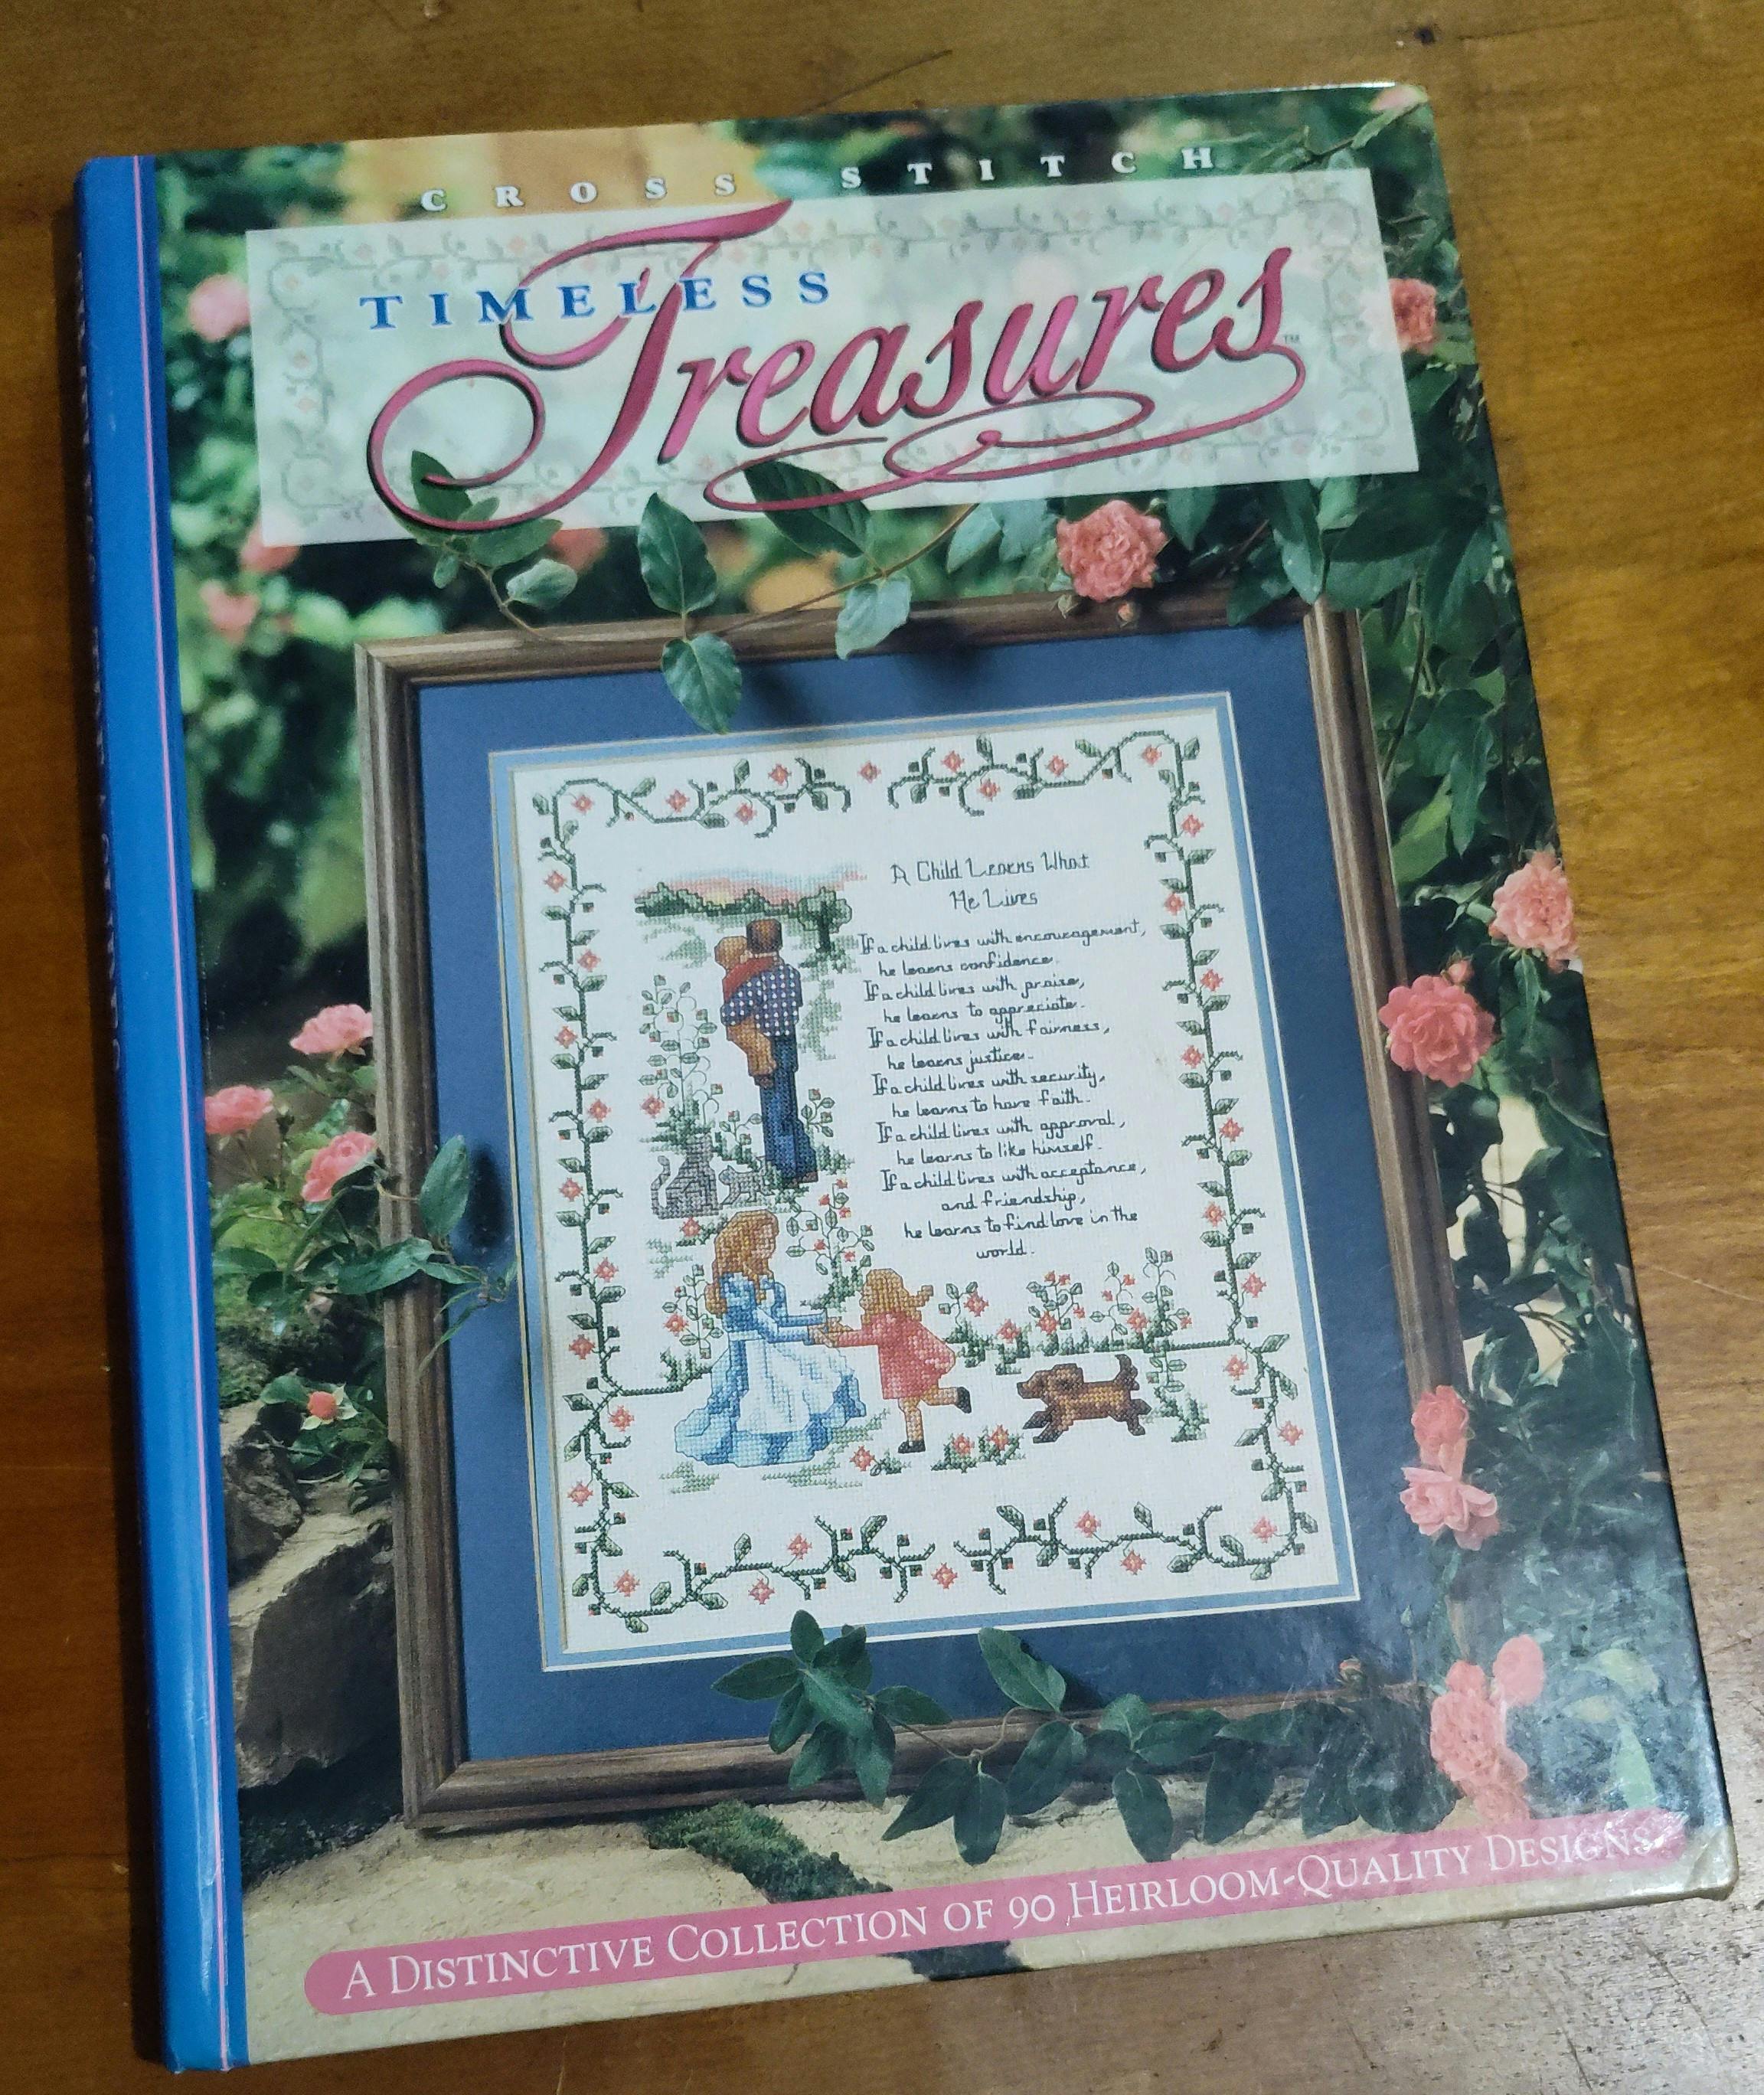 CROSS STITCH
TIMELESS
Treasures™
A Child Learns What
He Lives
If a child lives with encouragement,
he learns confidence.
If a child lives with praise,
he learns to appreciate.
If a child lives with fairness,
he learns justice.
If a child lives with security,
he learns to have faith.
If a child lives with approval,
he learns to like himself.
If a child lives with acceptance,
and friendship,
he learns to find love in the
world.
A DISTINCTIVE COLLECTION OF 90 HEIRLOOM-QUALITY DESIGNS